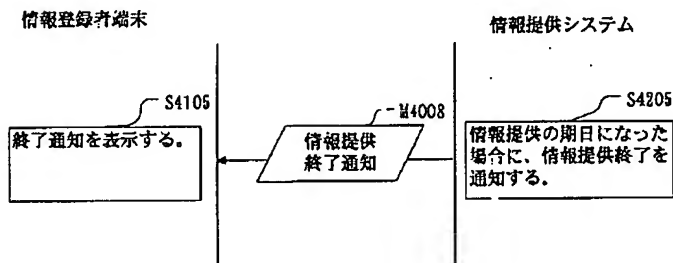 情報登録者端末
情報提供システム
S4105
M4008
S4205
終了通知を表示する。
情報提供
終了通知
情報提供の期日になった
場合に、情報提供終了を
通知する。